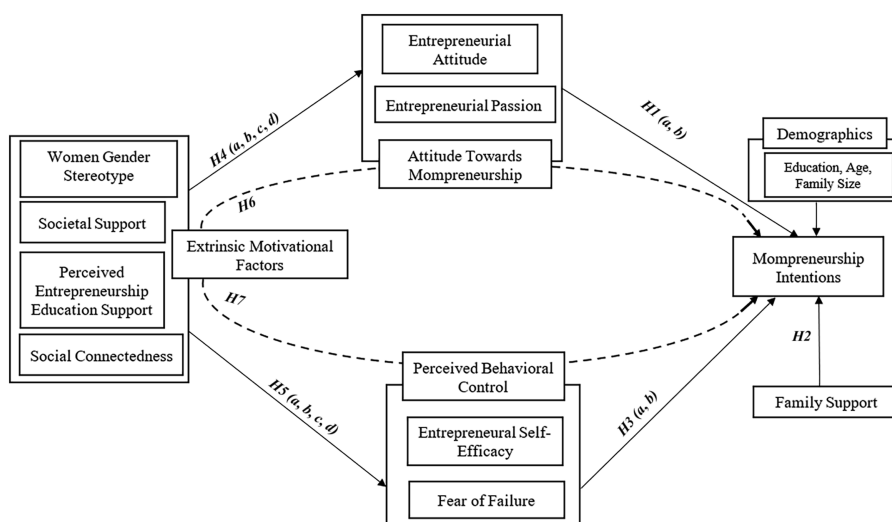 Entrepreneurial
Attitude
Entrepreneurial Passion
Attitude Towards
Mompreneurship
H4 (a, b, c, d)
H1 (a, b)
Women Gender
Stereotype
Societal Support
Perceived
Entrepreneurship
Education Support
Social Connectedness
Extrinsic Motivational
Factors
H6
H7
H5 (a, b, c, d)
Perceived Behavioral
Control
Entrepreneural Self-
Efficacy
Fear of Failure
H3 (a, b)
Demographics
Education, Age,
Family Size
Mompreneurship
Intentions
H2
Family Support